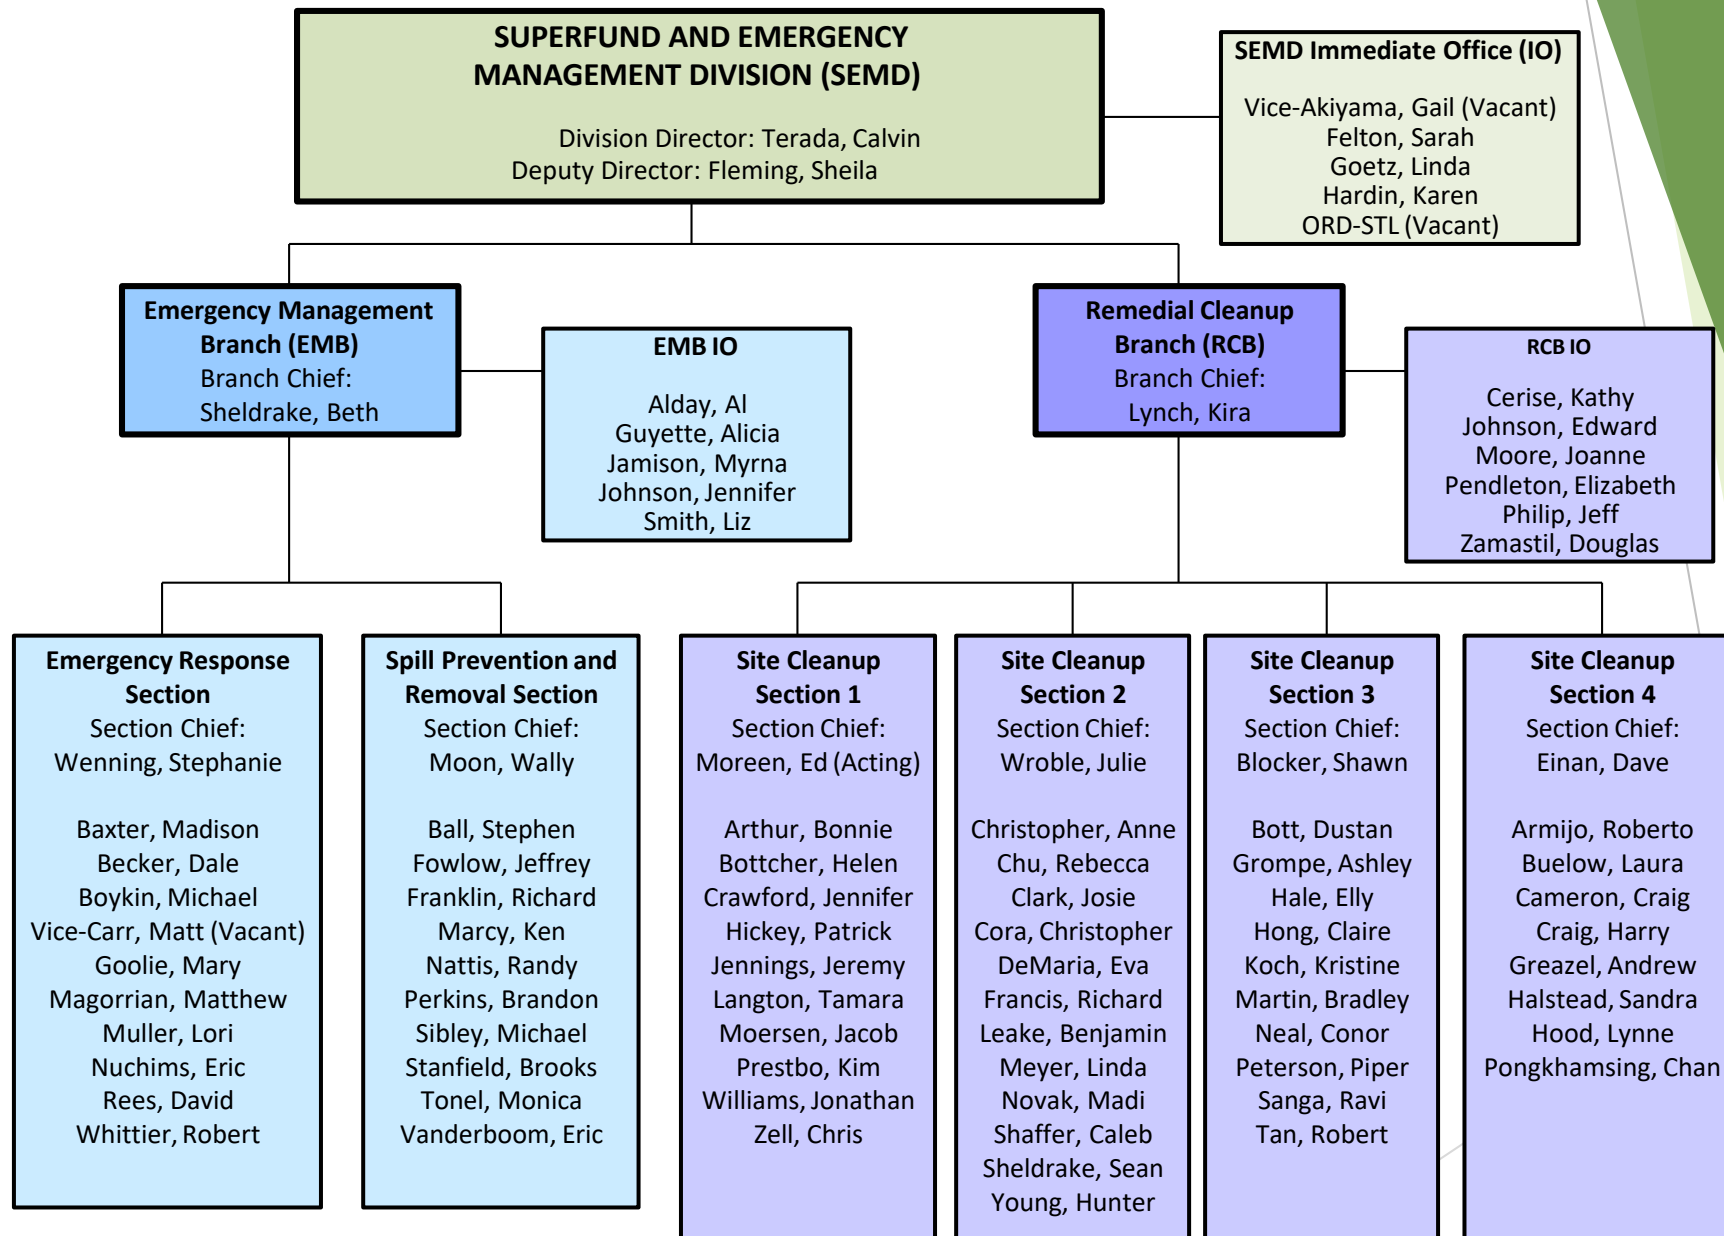 SUPERFUND AND EMERGENCY
MANAGEMENT DIVISION (SEMD)
Division Director: Terada, Calvin
Deputy Director: Fleming, Sheila
SEMD Immediate Office (IO)
Vice-Akiyama, Gail (Vacant)
Felton, Sarah
Goetz, Linda
Hardin, Karen
ORD-STL (Vacant)
Emergency Management
Branch (EMB)
Branch Chief:
Sheldrake, Beth
EMB IO
Alday, Al
Guyette, Alicia
Jamison, Myrna
Johnson, Jennifer
Smith, Liz
Remedial Cleanup
Branch (RCB)
Branch Chief:
Lynch, Kira
RCB IO
Cerise, Kathy
Johnson, Edward
Moore, Joanne
Pendleton, Elizabeth
Philip, Jeff
Zamastil, Douglas
Emergency Response
Section
Section Chief:
Wenning, Stephanie
Baxter, Madison
Becker, Dale
Boykin, Michael
Vice-Carr, Matt (Vacant)
Goolie, Mary
Magorrian, Matthew
Muller, Lori
Nuchims, Eric
Rees, David
Whittier, Robert
Spill Prevention and
Removal Section
Section Chief:
Moon, Wally
Ball, Stephen
Fowlow, Jeffrey
Franklin, Richard
Marcy, Ken
Nattis, Randy
Perkins, Brandon
Sibley, Michael
Stanfield, Brooks
Tonel, Monica
Vanderboom, Eric
Site Cleanup
Section 1
Section Chief:
Moreen, Ed (Acting)
Arthur, Bonnie
Bottcher, Helen
Crawford, Jennifer
Hickey, Patrick
Jennings, Jeremy
Langton, Tamara
Moersen, Jacob
Prestbo, Kim
Williams, Jonathan
Zell, Chris
Site Cleanup
Section 2
Section Chief:
Wroble, Julie
Christopher, Anne
Chu, Rebecca
Clark, Josie
Cora, Christopher
DeMaria, Eva
Francis, Richard
Leake, Benjamin
Meyer, Linda
Novak, Madi
Shaffer, Caleb
Sheldrake, Sean
Young, Hunter
Site Cleanup
Section 3
Section Chief:
Blocker, Shawn
Bott, Dustan
Grompe, Ashley
Hale, Elly
Hong, Claire
Koch, Kristine
Martin, Bradley
Neal, Conor
Peterson, Piper
Sanga, Ravi
Tan, Robert
Site Cleanup
Section 4
Section Chief:
Einan, Dave
Armijo, Roberto
Buelow, Laura
Cameron, Craig
Craig, Harry
Greazel, Andrew
Halstead, Sandra
Hood, Lynne
Pongkhamsing, Chan